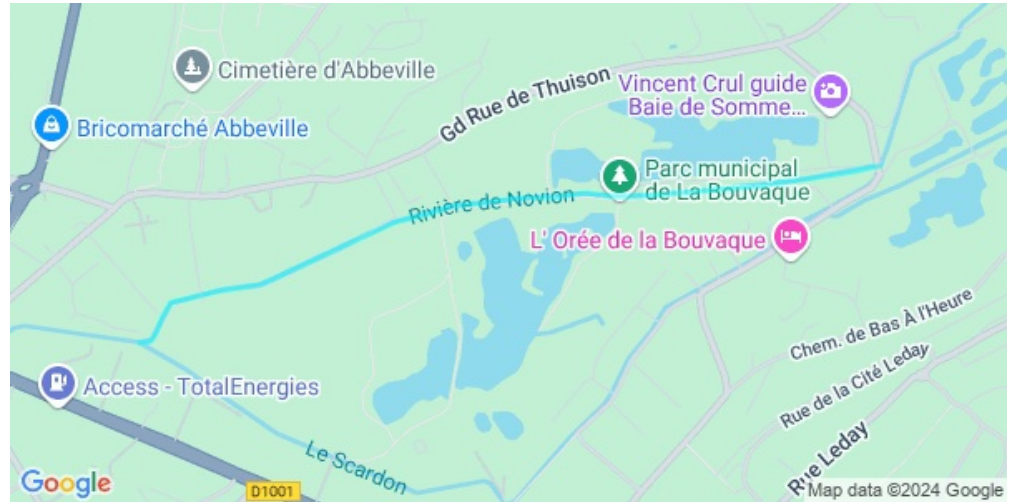 Cimetière d'Abbeville
Bricomarché Abbeville
Gd Rue de Thuison
Vincent Crul guide
Baie de Somme...
Parc municipal
de La Bouvaque
Rivière de Novion
L' Orée de la Bouvaque
Chem. de Bas À l'Heure
Rue de la Cité Leday
Rue Leday
Access - TotalEnergies
Le Scardon
D1001
Google
Map data ©2024 Google